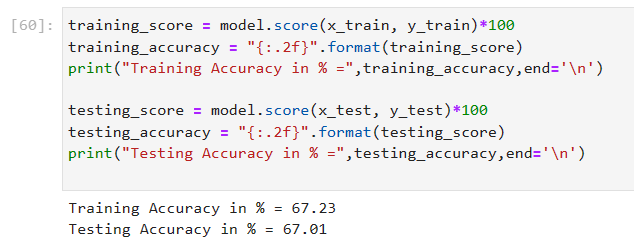 [60]: training_score = model.score(x_train, y_train)*100
training_accuracy = "{:.2f}".format(training_score)
print("Training Accuracy in % =",training_accuracy,end='\n')
testing_score = model.score(x_test, y_test)*100
testing_accuracy = "{:.2f}".format(testing_score)
print("Testing Accuracy in % =",testing_accuracy,end='\n')
Training Accuracy in % = 67.23
Testing Accuracy in % = 67.01